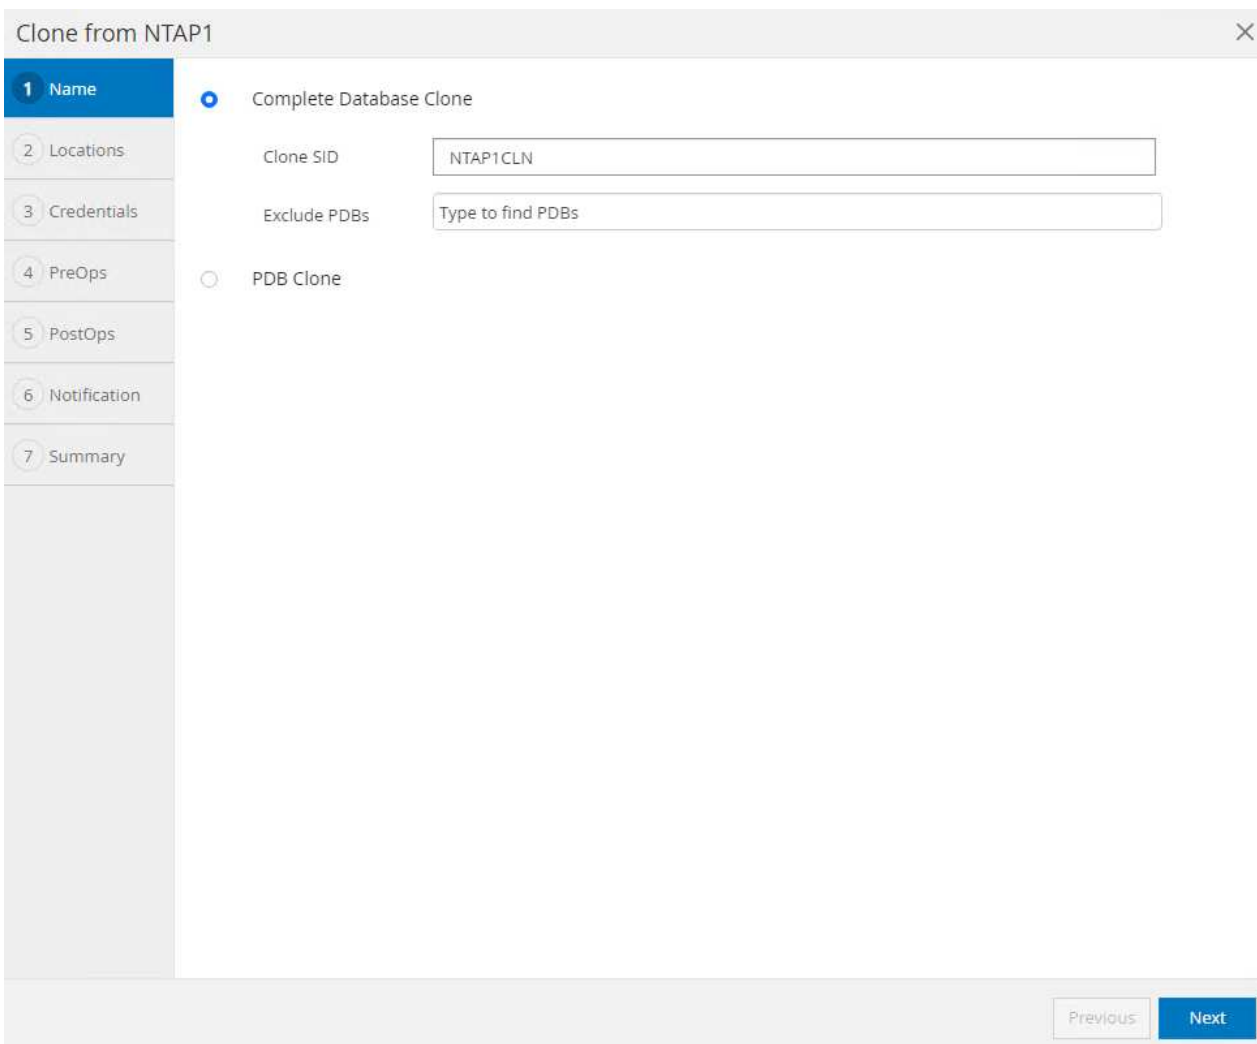 Clone from NTAP1
1 Name
2 Locations
3 Credentials
4 PreOps
5 PostOps
6 Notification
7 Summary
Complete Database Clone
Clone SID NTAP1CLN
Exclude PDBs Type to find PDBs
PDB Clone
Previous Next